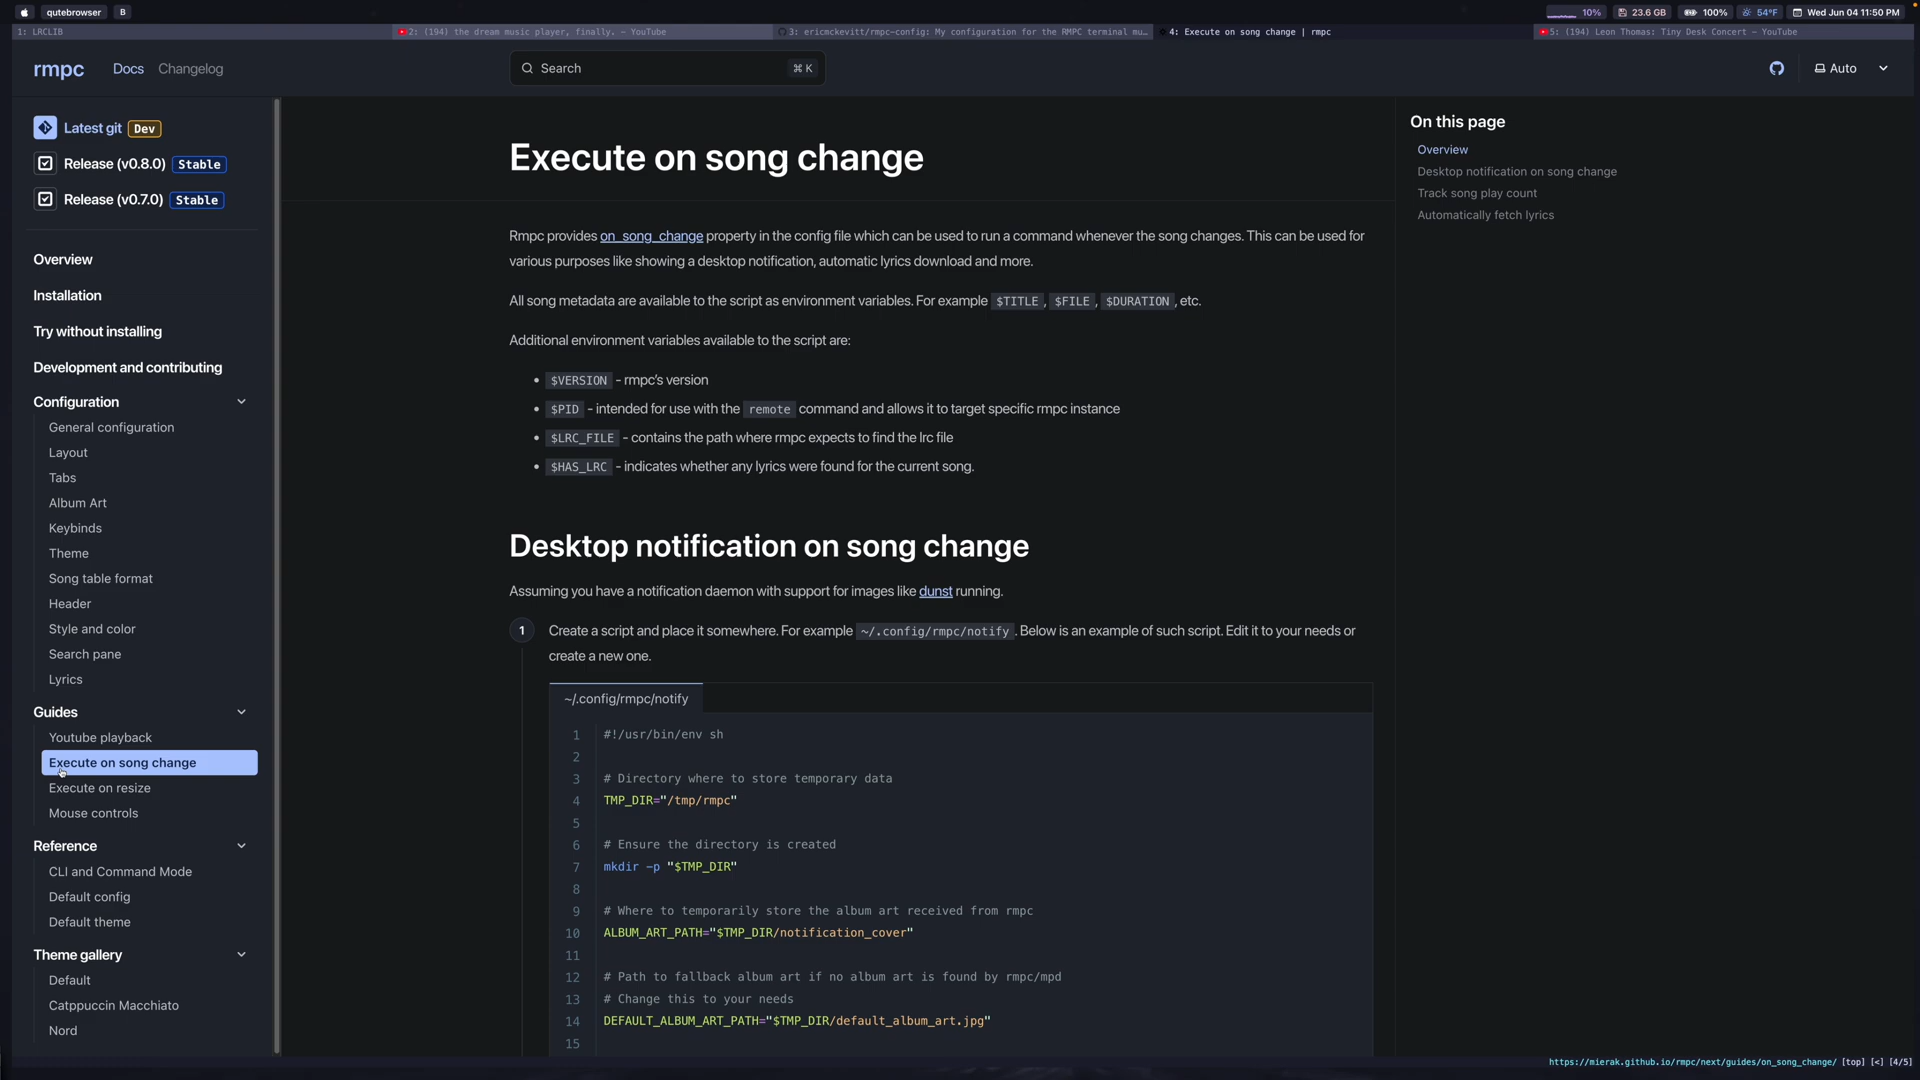 qutebrowser B 10% 23.6 GB 100% 54°F Wed Jun 04 11:50 PM
1: LRCLIB
2: (194) the dream music player, finally. – YouTube
3: ericmckevitt/rmpc-config: My configuration for the RMPC terminal mu…
4: Execute on song change | rmpc
5: (194) Leon Thomas: Tiny Desk Concert – YouTube
rmpc Docs Changelog Search ⌘ K Auto
Latest git Dev
Release (v0.8.0) Stable
Release (v0.7.0) Stable
Overview
Installation
Try without installing
Development and contributing
Configuration
General configuration
Layout
Tabs
Album Art
Keybinds
Theme
Song table format
Header
Style and color
Search pane
Lyrics
Guides
Youtube playback
Execute on song change
Execute on resize
Mouse controls
Reference
CLI and Command Mode
Default config
Default theme
Theme gallery
Default
Catppuccin Macchiato
Nord
Execute on song change
Rmpc provides on_song_change property in the config file which can be used to run a command whenever the song changes. This can be used for
various purposes like showing a desktop notification, automatic lyrics download and more.
All song metadata are available to the script as environment variables. For example $TITLE, $FILE, $DURATION, etc.
Additional environment variables available to the script are:
• $VERSION - rmpc’s version
• $PID - intended for use with the remote command and allows it to target specific rmpc instance
• $LRC_FILE - contains the path where rmpc expects to find the lrc file
• $HAS_LRC - indicates whether any lyrics were found for the current song.
Desktop notification on song change
Assuming you have a notification daemon with support for images like dunst running.
1 Create a script and place it somewhere. For example ~/.config/rmpc/notify. Below is an example of such script. Edit it to your needs or
create a new one.
~/.config/rmpc/notify
1 #!/usr/bin/env sh
2
3 # Directory where to store temporary data
4 TMP_DIR="/tmp/rmpc"
5
6 # Ensure the directory is created
7 mkdir -p "$TMP_DIR"
8
9 # Where to temporarily store the album art received from rmpc
10 ALBUM_ART_PATH="$TMP_DIR/notification_cover"
11
12 # Path to fallback album art if no album art is found by rmpc/mpd
13 # Change this to your needs
14 DEFAULT_ALBUM_ART_PATH="$TMP_DIR/default_album_art.jpg"
15
On this page
Overview
Desktop notification on song change
Track song play count
Automatically fetch lyrics
https://mierak.github.io/rmpc/next/guides/on_song_change/ [top] [<] [4/5]